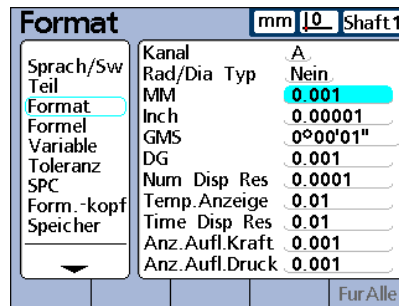 Format
mm 0 Shaft1
Sprach/Sw
Teil
Format
Formel
Variable
Toleranz
SPC
Form.-kopf
Speicher
Kanal A
Rad/Dia Typ Nein
MM 0.001
Inch 0.00001
GMS 0°00'01"
DG 0.001
Num Disp Res 0.0001
Temp.Anzeige 0.01
Time Disp Res 0.01
Anz.Aufl.Kraft 0.001
Anz.Aufl.Druck 0.001
FurAlle